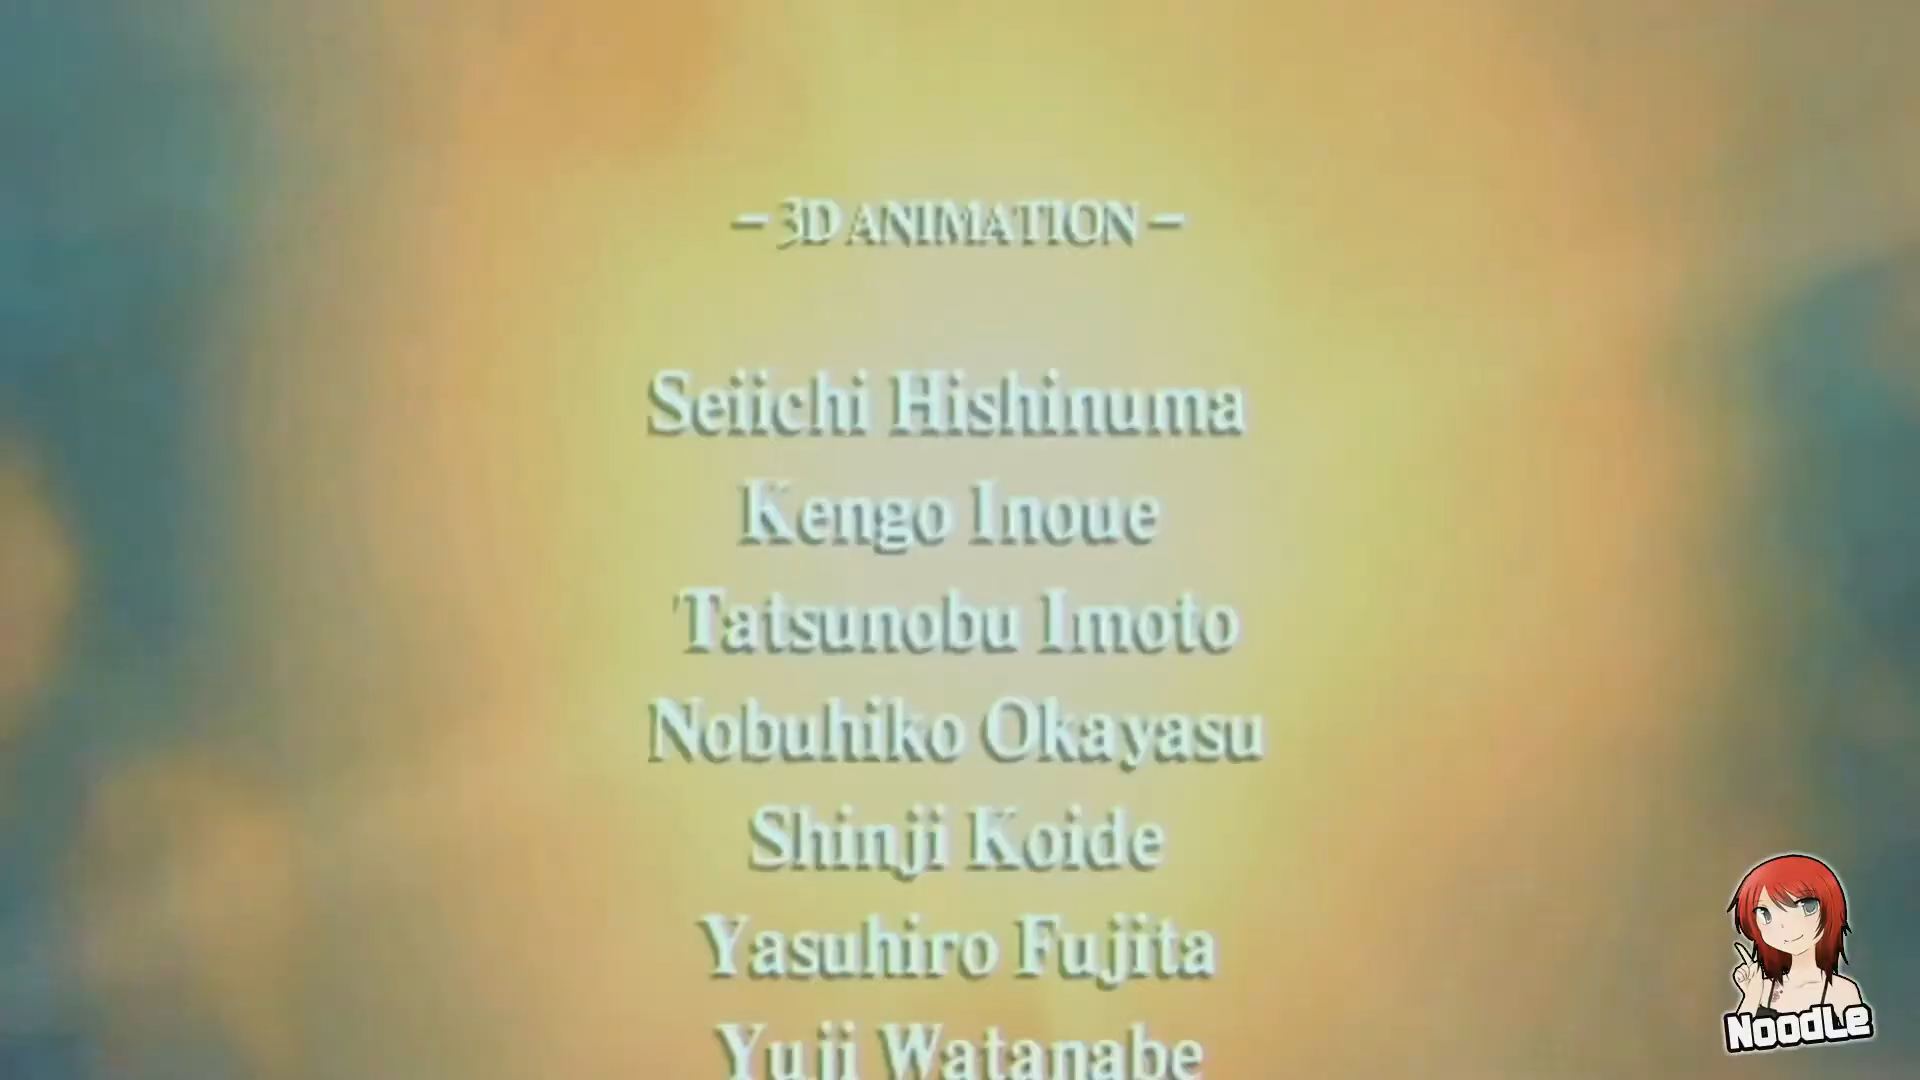 – 3D ANIMATION –
Seiichi Hishinuma
Kengo Inoue
Tatsunobu Imoto
Nobuhiko Okayasu
Shinji Koide
Yasuhiro Fujita
Yuji Watanabe
NoodLe